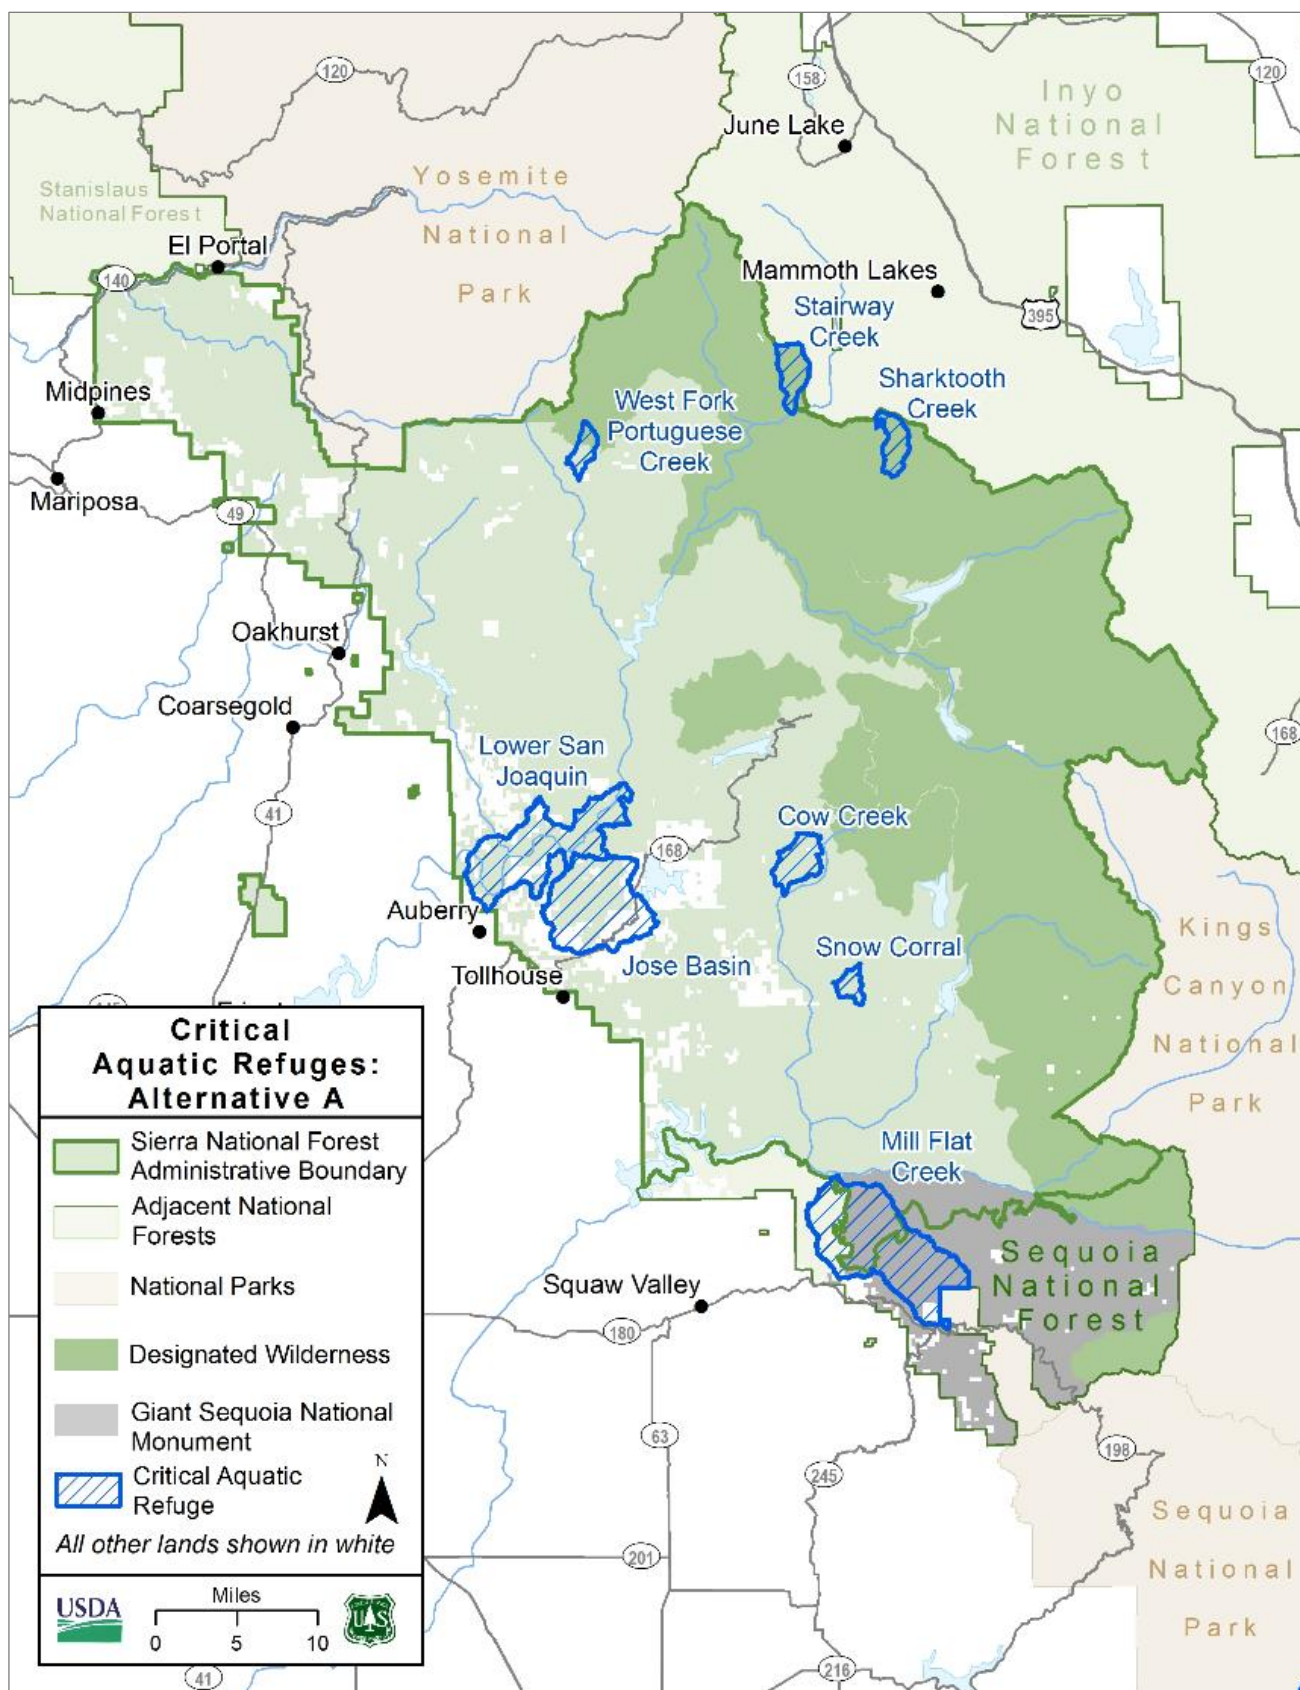 120
158
120
Inyo
National
Forest
June Lake
Yosemite
National
Park
Stanislaus
National Forest
El Portal
140
Mammoth Lakes
395
Stairway
Creek
Sharktooth
Creek
West Fork
Portuguese
Creek
Midpines
Mariposa
49
Oakhurst
Coarsegold
168
Lower San
Joaquin
41
Cow Creek
168
Auberry
Kings
Canyon
National
Park
Snow Corral
Jose Basin
Tollhouse
Mill Flat
Creek
Sequoia
National
Forest
Squaw Valley
180
63
198
245
Sequoia
National
Park
201
216
41
Critical
Aquatic Refuges:
Alternative A
Sierra National Forest
Administrative Boundary
Adjacent National
Forests
National Parks
Designated Wilderness
Giant Sequoia National
Monument
N
Critical Aquatic
Refuge
All other lands shown in white
USDA
Miles
0 5 10
U S